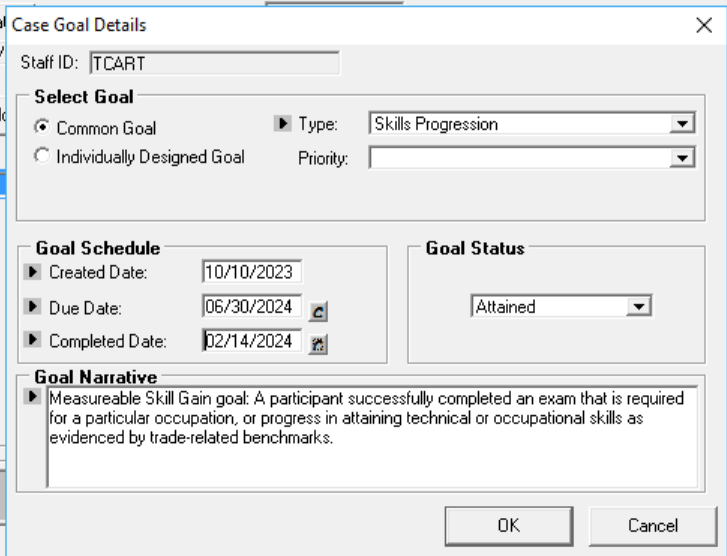 Case Goal Details
Staff ID: TCART
Select Goal
Common Goal
Type: Skills Progression
Individually Designed Goal
Priority:
Goal Schedule
Created Date: 10/10/2023
Due Date: 06/30/2024
Completed Date: 02/14/2024
Goal Status
Attained
Goal Narrative
Measureable Skill Gain goal: A participant successfully completed an exam that is required
for a particular occupation, or progress in attaining technical or occupational skills as
evidenced by trade-related benchmarks.
OK
Cancel